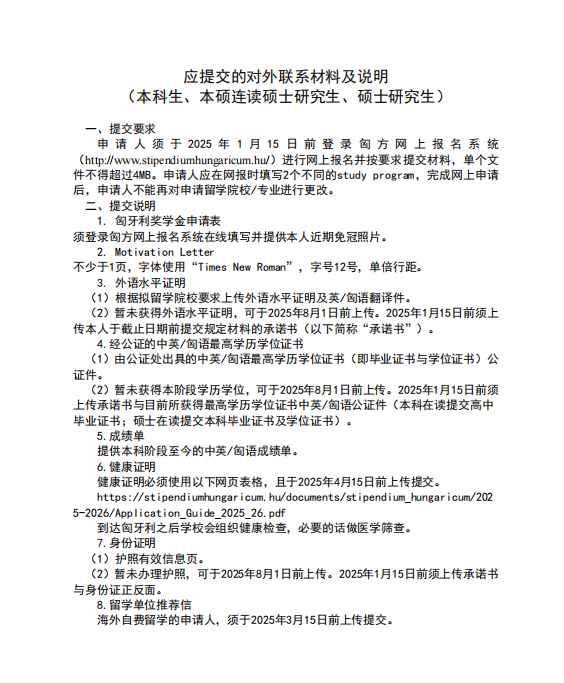 应提交的对外联系材料及说明
（本科生、本硕连读硕士研究生、硕士研究生）
一、提交要求
申请人须于2025年1月15日前登录匈方网上报名系统
（http://www.stipendiumhungaricum.hu/）进行网上报名并按要求提交材料，单个文
件不得超过4MB。申请人应在网报时填写2个不同的study program，完成网上申请
后，申请人不能再对申请留学院校/专业进行更改。
二、提交说明
1. 匈牙利奖学金申请表
须登录匈方网上报名系统在线填写并提供本人近期免冠照片。
2. Motivation Letter
不少于1页，字体使用“Times New Roman”，字号12号，单倍行距。
3. 外语水平证明
（1）根据拟留学院校要求上传外语水平证明及英/匈语翻译件。
（2）暂未获得外语水平证明，可于2025年8月1日前上传。2025年1月15日前须上
传本人于截止日期前提交规定材料的承诺书（以下简称“承诺书”）。
4.经公证的中英/匈语最高学历学位证书
（1）由公证处出具的中英/匈语最高学历学位证书（即毕业证书与学位证书）公
证件。
（2）暂未获得本阶段学历学位，可于2025年8月1日前上传。2025年1月15日前须
上传承诺书与目前所获得最高学历学位证书中英/匈语公证件（本科在读提交高中
毕业证书；硕士在读提交本科毕业证书及学位证书）。
5.成绩单
提供本科阶段至今的中英/匈语成绩单。
6.健康证明
健康证明必须使用以下网页表格，且于2025年4月15日前上传提交。
https://stipendiumhungaricum.hu/documents/stipendium_hungaricum/202
5-2026/Application_Guide_2025_26.pdf
到达匈牙利之后学校会组织健康检查，必要的话做医学筛查。
7.身份证明
（1）护照有效信息页。
（2）暂未办理护照，可于2025年8月1日前上传。2025年1月15日前须上传承诺书
与身份证正反面。
8.留学单位推荐信
海外自费留学的申请人，须于2025年3月15日前上传提交。